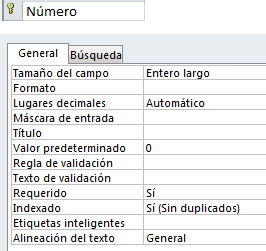 Número
General Búsqueda
Tamaño del campo Entero largo
Formato
Lugares decimales Automático
Máscara de entrada
Título
Valor predeterminado 0
Regla de validación
Texto de validación
Requerido Sí
Indexado Sí (Sin duplicados)
Etiquetas inteligentes
Alineación del texto General